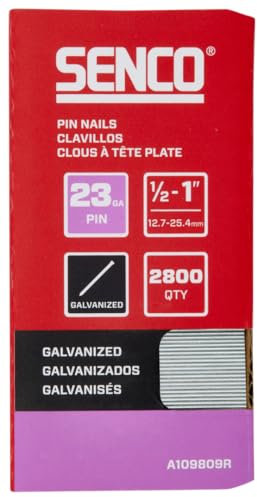 SENCO®
PIN NAILS
CLAVILLOS
CLOUS À TÊTE PLATE
23 GA
PIN
½-1"
12.7-25.4mm
GALVANIZED
2800
QTY
GALVANIZED
GALVANIZADOS
GALVANISÉS
A109809R